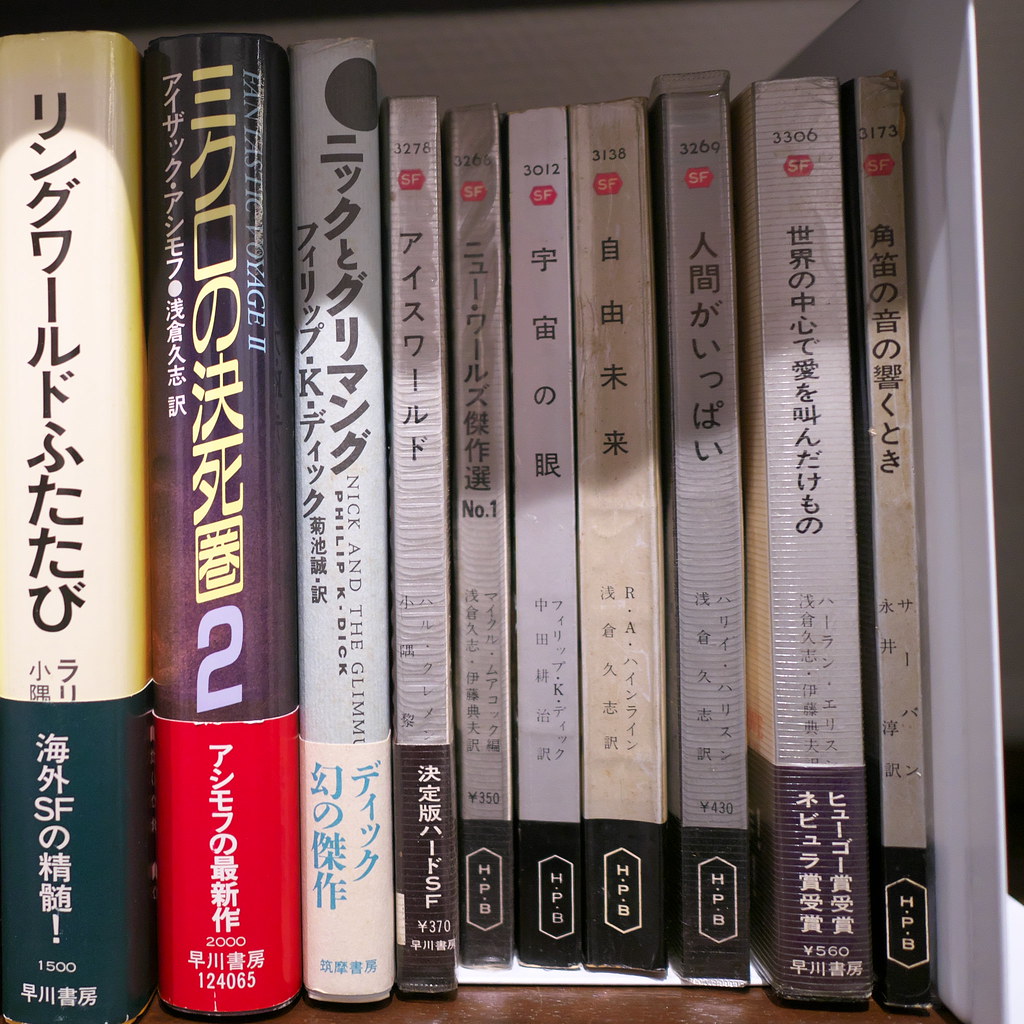 リングワールドふたたび
ラリ
小隅
海外SFの精髄!
1500
早川書房
FANTASTIC VOYAGE II
ミクロの決死圏
2
アイザック・アシモフ●浅倉久志 訳
アシモフの最新作
2000
早川書房
124065
ニックとグリマング
フィリップ・K・ディック 菊池誠・訳
NICK AND THE GLIMMU
PHILIP K・DICK
ディック
幻の傑作
筑摩書房
3278
SF
アイスワールド
ハル・クレメン
小隅 黎
決定版ハードSF
¥370
早川書房
3266
SF
ニュー・ワールズ傑作選
No.1
マイクル・ムアコック編
浅倉久志・伊藤典夫訳
¥350
H・P・B
3012
SF
宇宙の眼
フィリップ・K・ディック
中田耕治訳
H・P・B
3138
SF
自由未来
R・A・ハインライン
浅倉久志訳
H・P・B
3269
SF
人間がいっぱい
ハリイ・ハリスン
浅倉久志訳
¥430
H・P・B
3306
SF
世界の中心で愛を叫んだけもの
ハーラン・エリスン
浅倉久志・伊藤典夫訳
ヒューゴー賞受賞
ネビュラ賞受賞
¥560
早川書房
3173
SF
角笛の音の響くとき
サーバン
永井淳訳
H・P・B